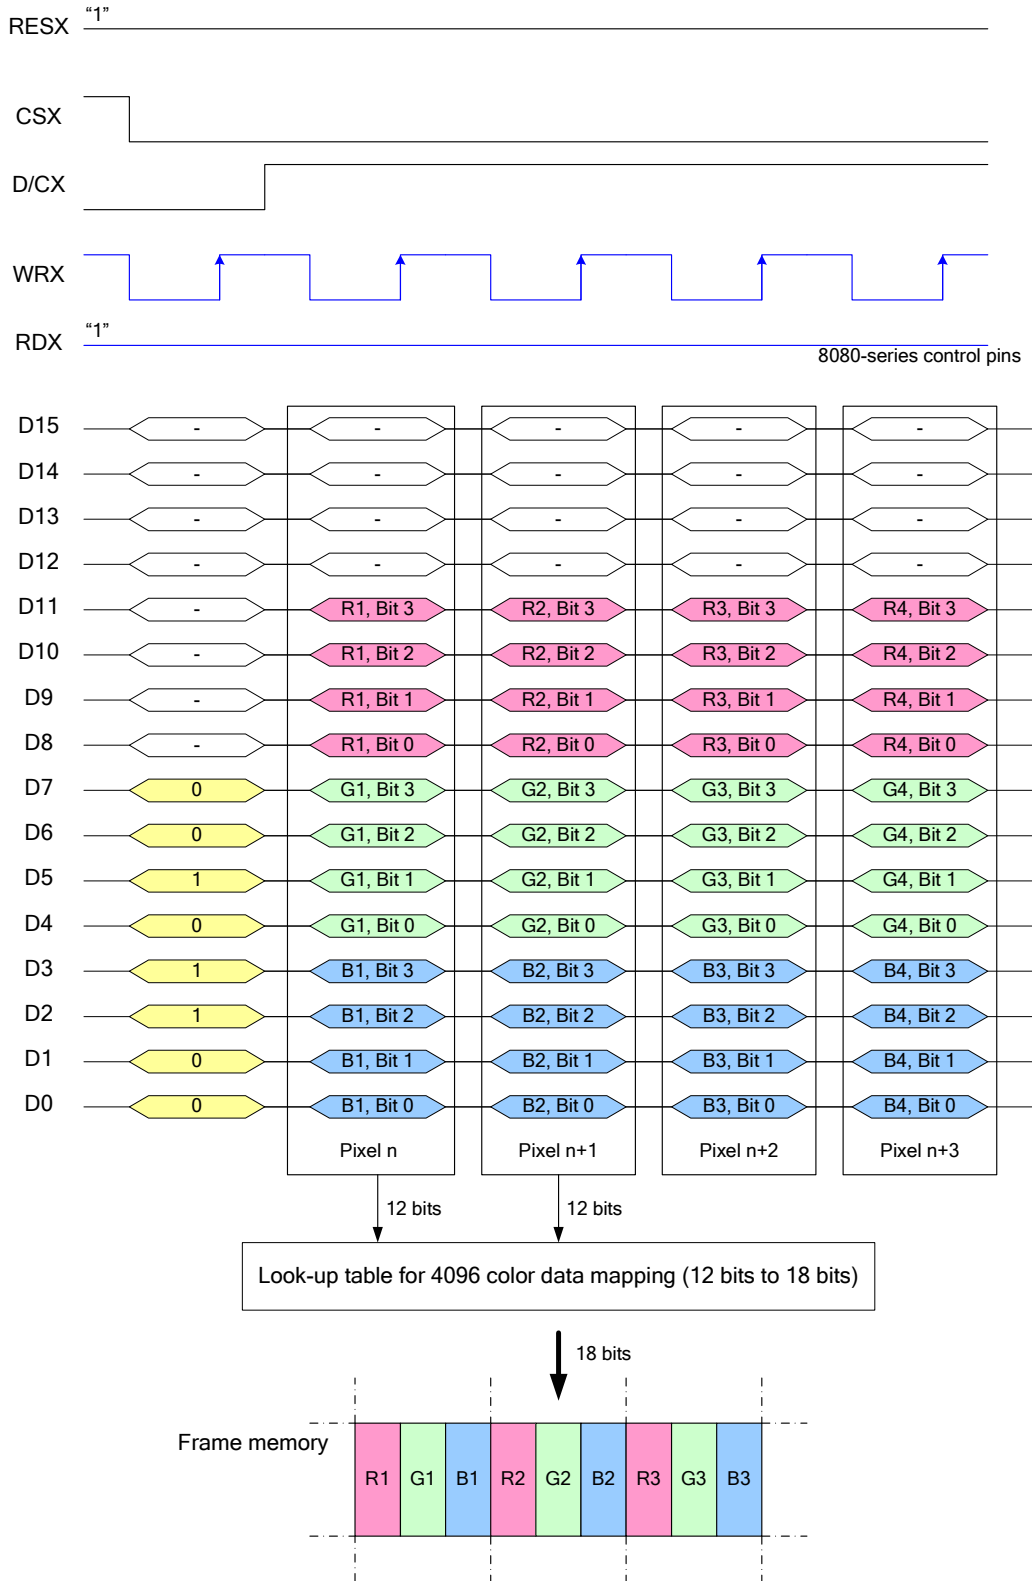 RESX “1”
CSX
D/CX
WRX
RDX “1”
8080-series control pins
D15 - - - - -
D14 - - - - -
D13 - - - - -
D12 - - - - -
D11 - R1, Bit 3 R2, Bit 3 R3, Bit 3 R4, Bit 3
D10 - R1, Bit 2 R2, Bit 2 R3, Bit 2 R4, Bit 2
D9 - R1, Bit 1 R2, Bit 1 R3, Bit 1 R4, Bit 1
D8 - R1, Bit 0 R2, Bit 0 R3, Bit 0 R4, Bit 0
D7 0 G1, Bit 3 G2, Bit 3 G3, Bit 3 G4, Bit 3
D6 0 G1, Bit 2 G2, Bit 2 G3, Bit 2 G4, Bit 2
D5 1 G1, Bit 1 G2, Bit 1 G3, Bit 1 G4, Bit 1
D4 0 G1, Bit 0 G2, Bit 0 G3, Bit 0 G4, Bit 0
D3 1 B1, Bit 3 B2, Bit 3 B3, Bit 3 B4, Bit 3
D2 1 B1, Bit 2 B2, Bit 2 B3, Bit 2 B4, Bit 2
D1 0 B1, Bit 1 B2, Bit 1 B3, Bit 1 B4, Bit 1
D0 0 B1, Bit 0 B2, Bit 0 B3, Bit 0 B4, Bit 0
Pixel n Pixel n+1 Pixel n+2 Pixel n+3
12 bits 12 bits
Look-up table for 4096 color data mapping (12 bits to 18 bits)
18 bits
Frame memory
R1 G1 B1 R2 G2 B2 R3 G3 B3